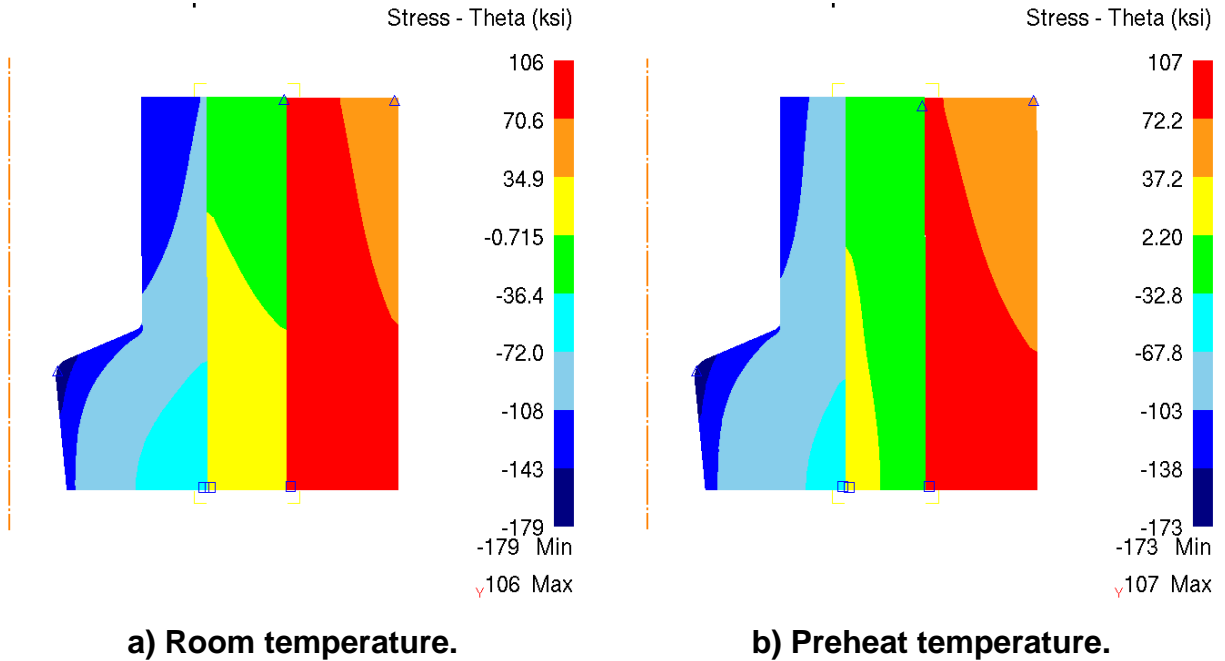 Stress - Theta (ksi)
106
70.6
34.9
-0.715
-36.4
-72.0
-108
-143
-179
-179 Min
Y 106 Max
a) Room temperature.
Stress - Theta (ksi)
107
72.2
37.2
2.20
-32.8
-67.8
-103
-138
-173
-173 Min
Y 107 Max
b) Preheat temperature.